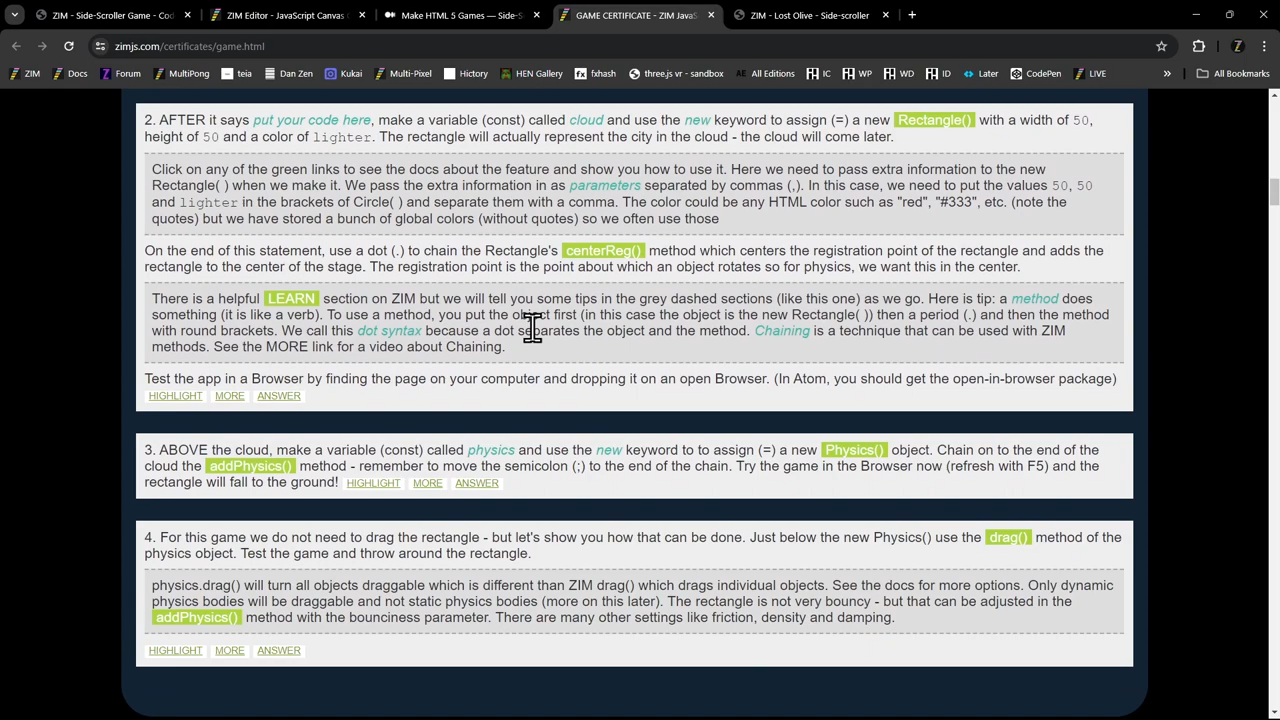 ZIM - Side-Scroller Game - Cod
ZIM Editor - JavaScript Canvas
Make HTML 5 Games — Side-S
GAME CERTIFICATE - ZIM JavaS
ZIM - Lost Olive - Side-scroller
zimjs.com/certificates/game.html
ZIM
Docs
Forum
MultiPong
teia
Dan Zen
Kukai
Multi-Pixel
Hictory
HEN Gallery
fxhash
three.js vr - sandbox
All Editions
IC
WP
WD
ID
Later
CodePen
LIVE
All Bookmarks
2. AFTER it says put your code here, make a variable (const) called cloud and use the new keyword to assign (=) a new Rectangle() with a width of 50,
height of 50 and a color of lighter. The rectangle will actually represent the city in the cloud - the cloud will come later.
Click on any of the green links to see the docs about the feature and show you how to use it. Here we need to pass extra information to the new
Rectangle( ) when we make it. We pass the extra information in as parameters separated by commas (,). In this case, we need to put the values 50, 50
and lighter in the brackets of Circle( ) and separate them with a comma. The color could be any HTML color such as "red", "#333", etc. (note the
quotes) but we have stored a bunch of global colors (without quotes) so we often use those
On the end of this statement, use a dot (.) to chain the Rectangle's centerReg() method which centers the registration point of the rectangle and adds the
rectangle to the center of the stage. The registration point is the point about which an object rotates so for physics, we want this in the center.
There is a helpful LEARN section on ZIM but we will tell you some tips in the grey dashed sections (like this one) as we go. Here is tip: a method does
something (it is like a verb). To use a method, you put the object first (in this case the object is the new Rectangle( )) then a period (.) and then the method
with round brackets. We call this dot syntax because a dot separates the object and the method. Chaining is a technique that can be used with ZIM
methods. See the MORE link for a video about Chaining.
Test the app in a Browser by finding the page on your computer and dropping it on an open Browser. (In Atom, you should get the open-in-browser package)
HIGHLIGHT MORE ANSWER
3. ABOVE the cloud, make a variable (const) called physics and use the new keyword to to assign (=) a new Physics() object. Chain on to the end of the
cloud the addPhysics() method - remember to move the semicolon (;) to the end of the chain. Try the game in the Browser now (refresh with F5) and the
rectangle will fall to the ground! HIGHLIGHT MORE ANSWER
4. For this game we do not need to drag the rectangle - but let's show you how that can be done. Just below the new Physics() use the drag() method of the
physics object. Test the game and throw around the rectangle.
physics.drag() will turn all objects draggable which is different than ZIM drag() which drags individual objects. See the docs for more options. Only dynamic
physics bodies will be draggable and not static physics bodies (more on this later). The rectangle is not very bouncy - but that can be adjusted in the
addPhysics() method with the bounciness parameter. There are many other settings like friction, density and damping.
HIGHLIGHT MORE ANSWER